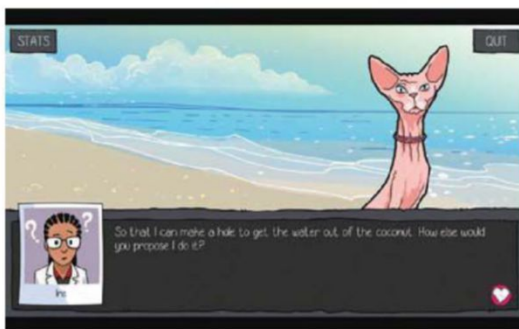 STATS
QUIT
So that I can make a hole to get the water out of the coconut. How else would
you propose I do it?
Iris
? ?